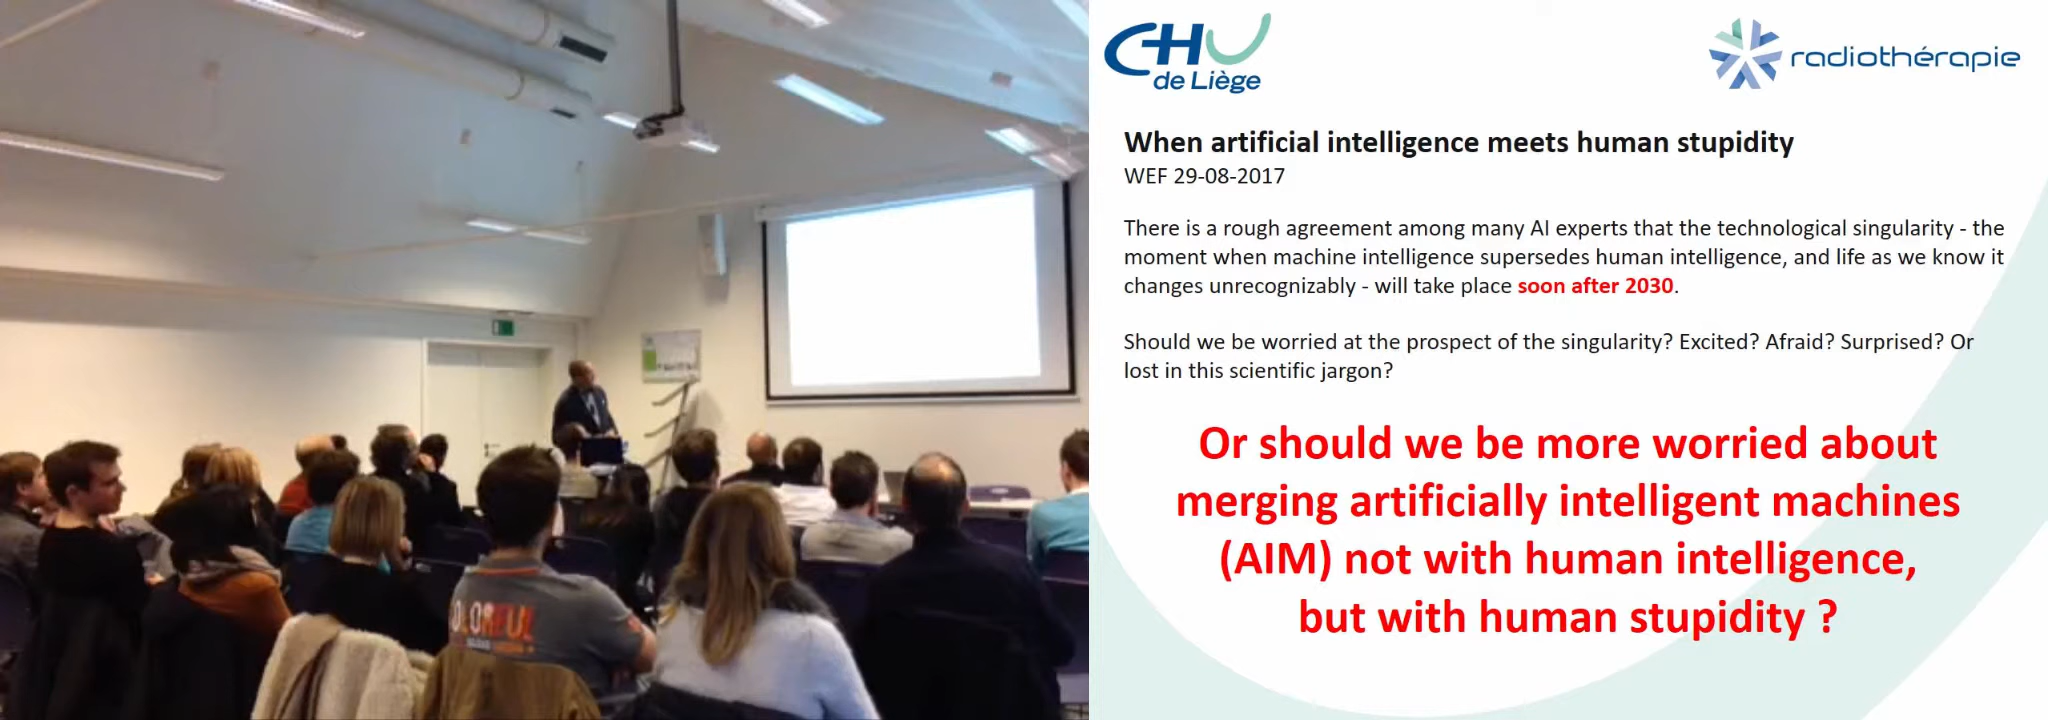 COLORFUL
CHU
de Liège
radiothérapie
When artificial intelligence meets human stupidity
WEF 29-08-2017
There is a rough agreement among many AI experts that the technological singularity - the
moment when machine intelligence supersedes human intelligence, and life as we know it
changes unrecognizably - will take place soon after 2030.
Should we be worried at the prospect of the singularity? Excited? Afraid? Surprised? Or
lost in this scientific jargon?
Or should we be more worried about
merging artificially intelligent machines
(AIM) not with human intelligence,
but with human stupidity ?